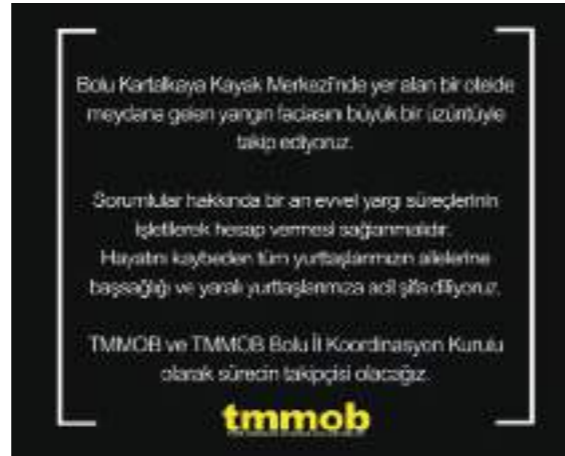 Bolu Kartalkaya Kayak Merkezi'nde yer alan bir otelde
meydana gelen yangın faciasını büyük bir üzüntüyle
takip ediyoruz.
Sorumlular hakkında bir an evvel yargı süreçlerinin
işletilerek hesap vermesi sağlanmalıdır.
Hayatını kaybeden tüm yurttaşlarımızın ailelerine
başsağlığı ve yaralı yurttaşlarımıza acil şifa diliyoruz.
TMMOB ve TMMOB Bolu İl Koordinasyon Kurulu
olarak sürecin takipçisi olacağız.
tmmob